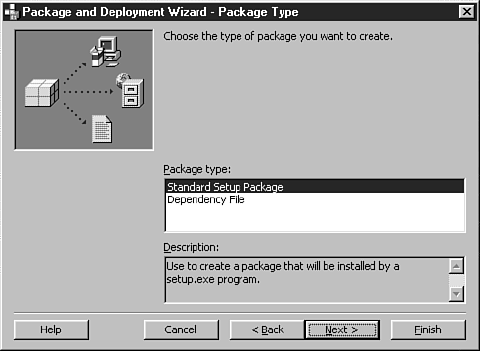 Package and Deployment Wizard - Package Type
Choose the type of package you want to create.
Package type:
Standard Setup Package
Dependency File
Description:
Use to create a package that will be installed by a
setup.exe program.
Help
Cancel
< Back
Next >
Finish